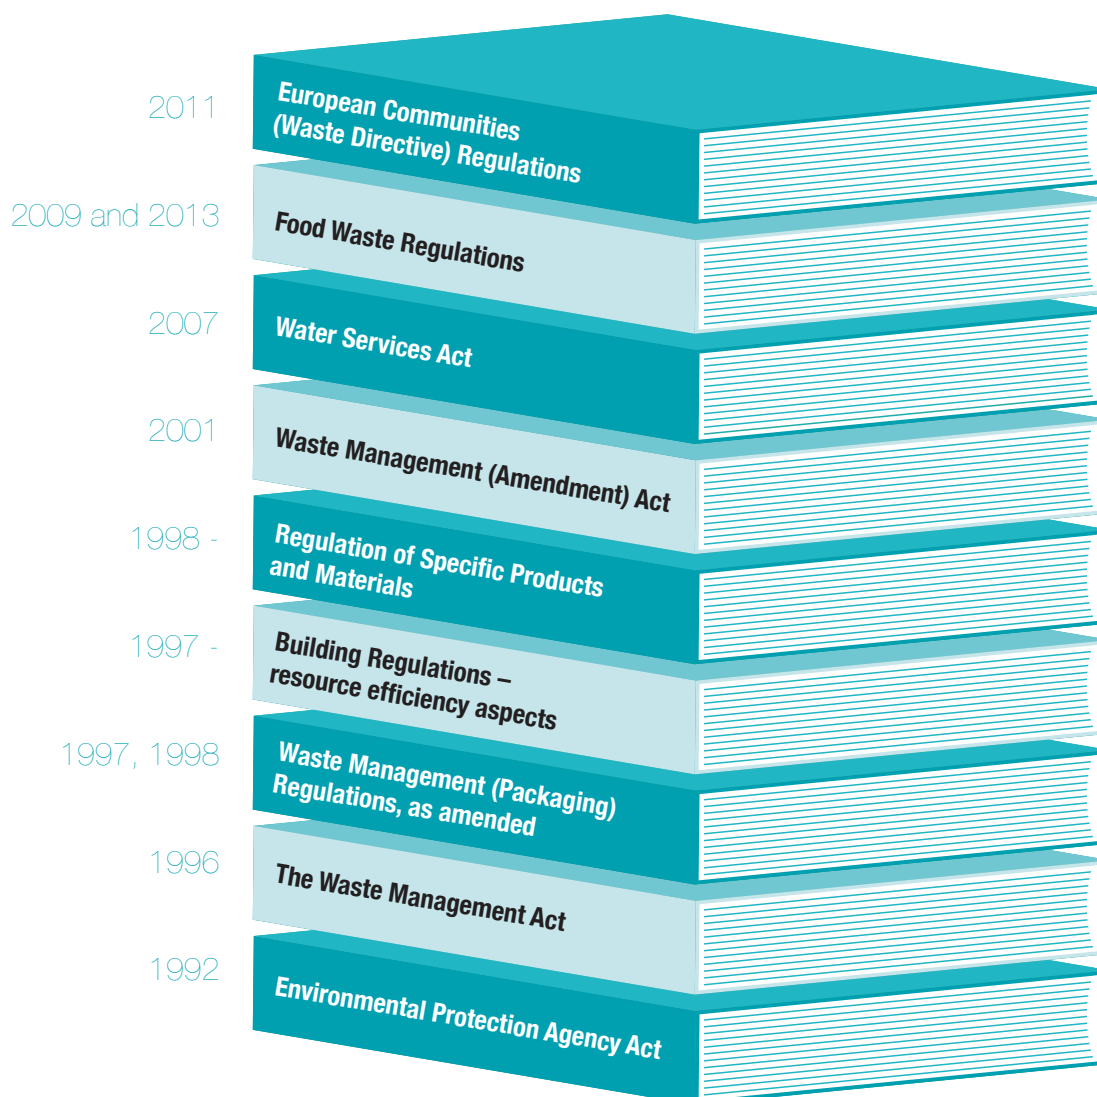 2011
European Communities
(Waste Directive) Regulations
2009 and 2013
Food Waste Regulations
2007
Water Services Act
2001
Waste Management (Amendment) Act
1998 -
Regulation of Specific Products
and Materials
1997 -
Building Regulations –
resource efficiency aspects
1997, 1998
Waste Management (Packaging)
Regulations, as amended
1996
The Waste Management Act
1992
Environmental Protection Agency Act